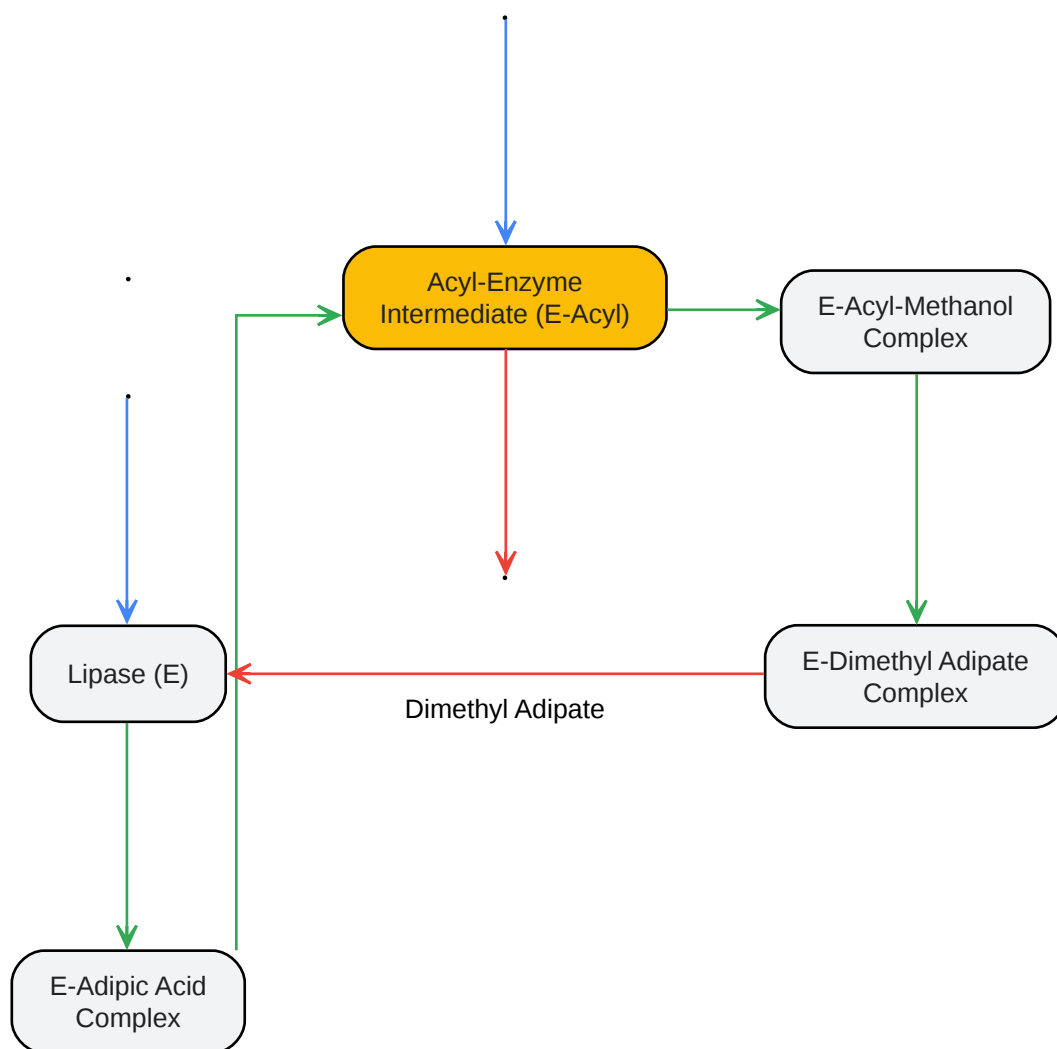 Acyl-Enzyme
Intermediate (E-Acyl)
E-Acyl-Methanol
Complex
Lipase (E)
E-Dimethyl Adipate
Complex
Dimethyl Adipate
E-Adipic Acid
Complex